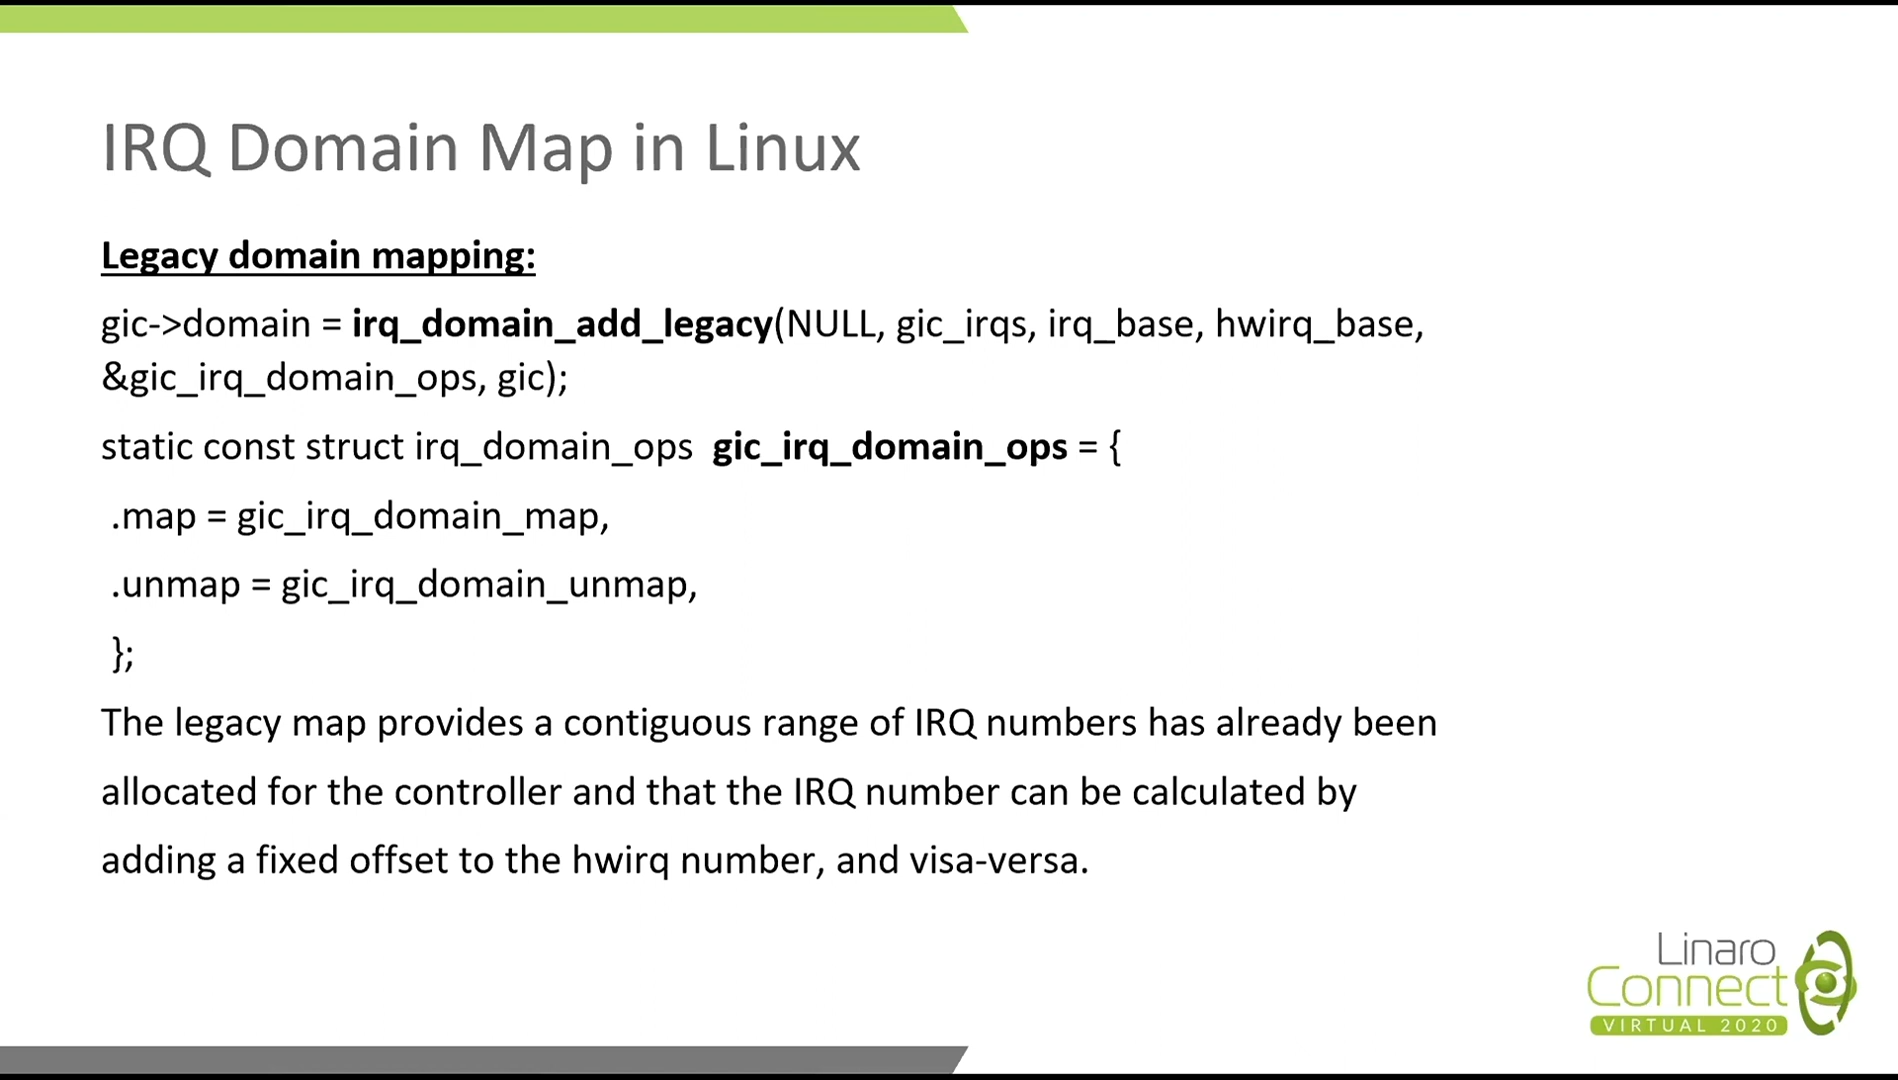 IRQ Domain Map in Linux
Legacy domain mapping:
gic->domain = irq_domain_add_legacy(NULL, gic_irqs, irq_base, hwirq_base,
&gic_irq_domain_ops, gic);
static const struct irq_domain_ops  gic_irq_domain_ops = {
.map = gic_irq_domain_map,
.unmap = gic_irq_domain_unmap,
};
The legacy map provides a contiguous range of IRQ numbers has already been
allocated for the controller and that the IRQ number can be calculated by
adding a fixed offset to the hwirq number, and visa-versa.
Linaro
Connect
VIRTUAL 2020